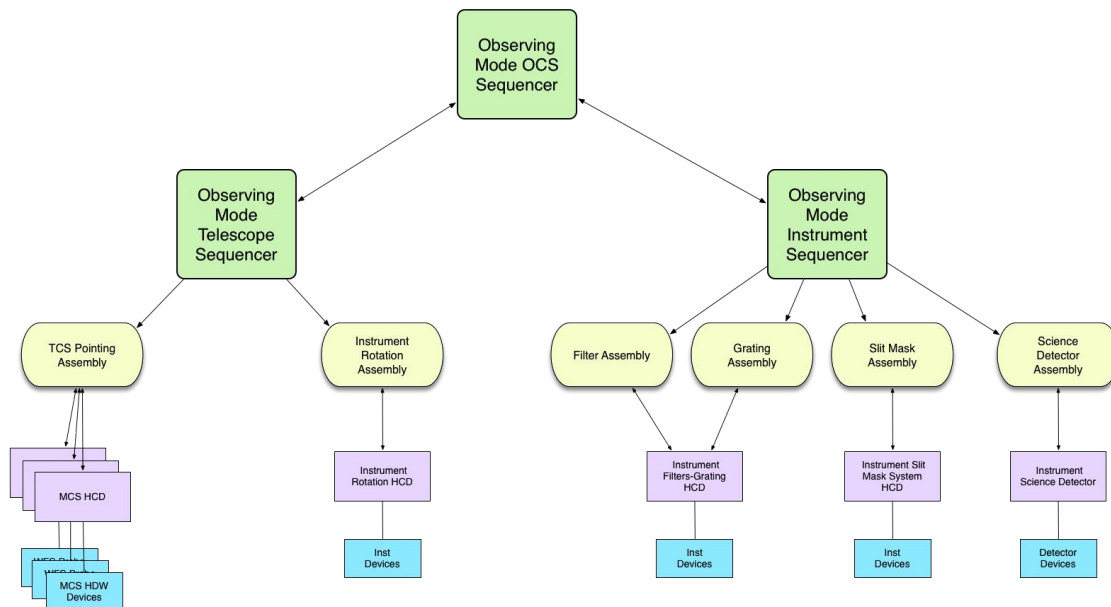 Observing
Mode OCS
Sequencer
Observing
Mode
Telescope
Sequencer
Observing
Mode
Instrument
Sequencer
TCS Pointing
Assembly
Instrument
Rotation
Assembly
Filter Assembly
Grating
Assembly
Slit Mask
Assembly
Science
Detector
Assembly
MCS HCD
Instrument
Rotation HCD
Instrument
Filters-Grating
HCD
Instrument Slit
Mask System
HCD
Instrument
Science Detector
MCS HDW
Devices
Inst
Devices
Inst
Devices
Inst
Devices
Detector
Devices